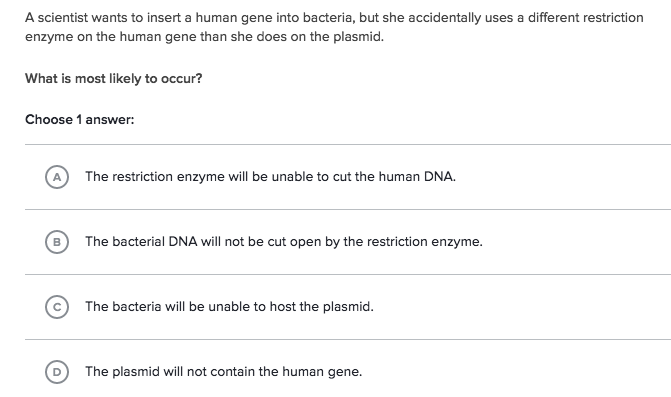 A scientist wants to insert a human gene into bacteria, but she accidentally uses a different restriction
enzyme on the human gene than she does on the plasmid.
What is most likely to occur?
Choose 1 answer:
A The restriction enzyme will be unable to cut the human DNA.
B The bacterial DNA will not be cut open by the restriction enzyme.
C The bacteria will be unable to host the plasmid.
D The plasmid will not contain the human gene.